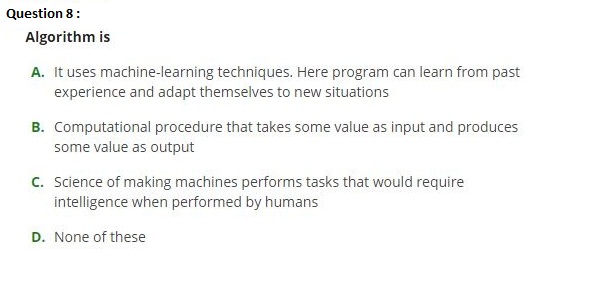 Question 8 :
Algorithm is
A. It uses machine-learning techniques. Here program can learn from past
experience and adapt themselves to new situations
B. Computational procedure that takes some value as input and produces
some value as output
C. Science of making machines performs tasks that would require
intelligence when performed by humans
D. None of these